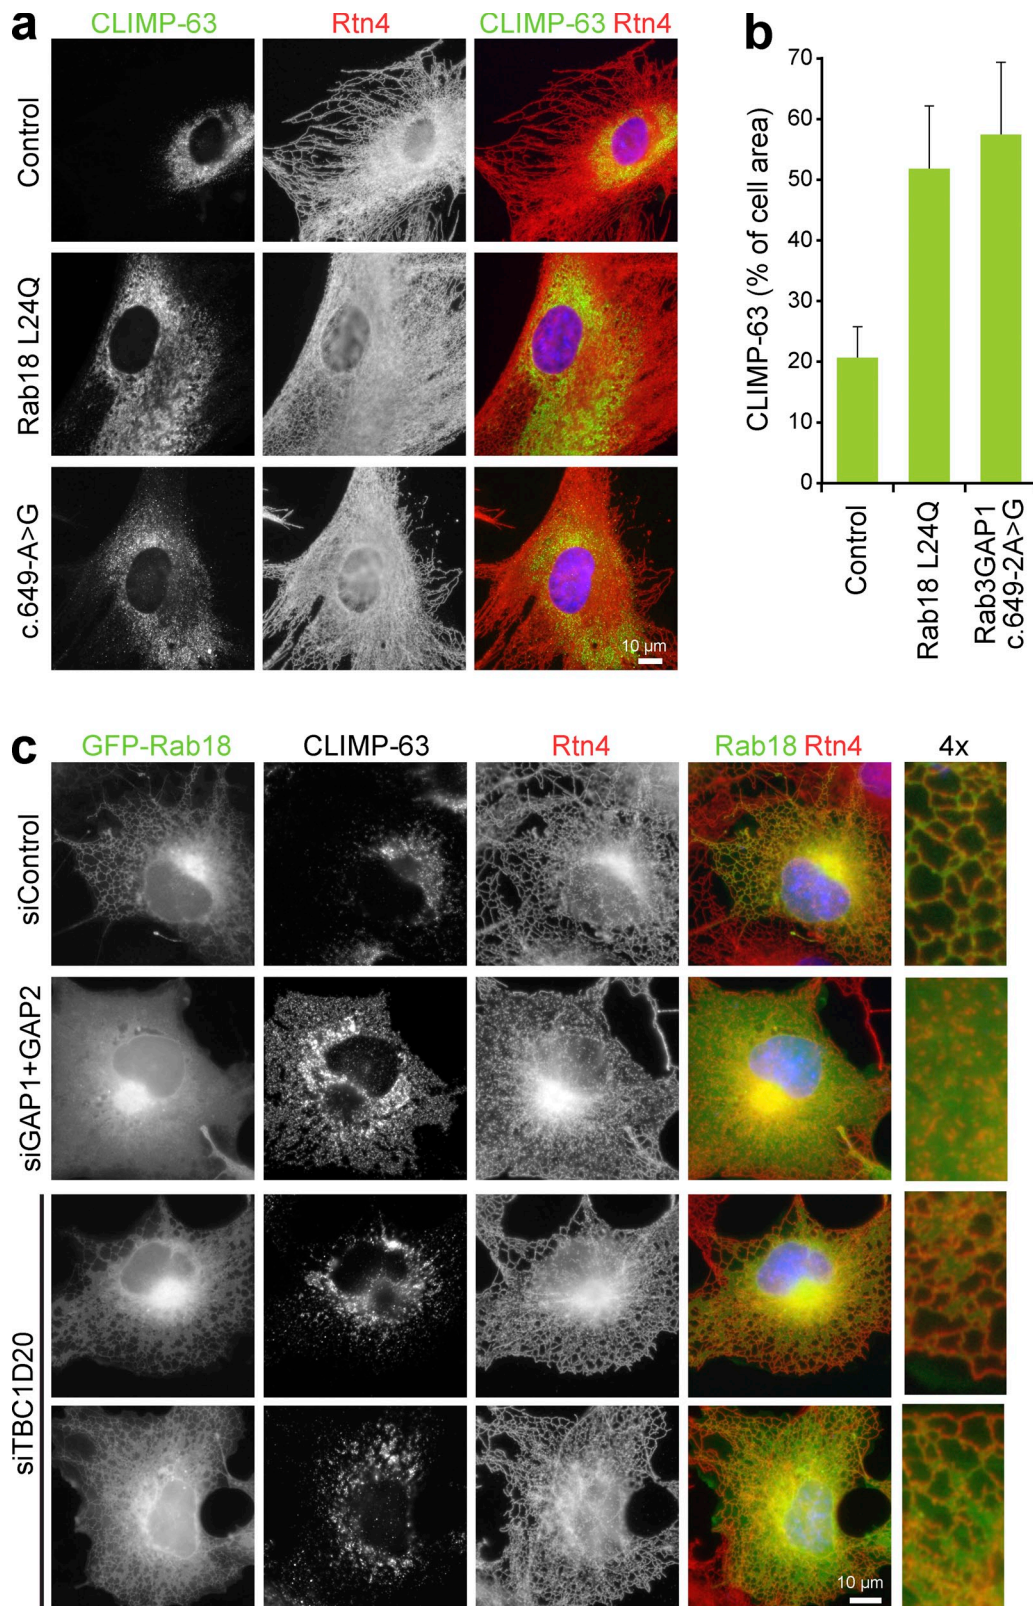 a
CLIMP-63
Rtn4
CLIMP-63 Rtn4
Control
Rab18 L24Q
c.649-A>G
10 µm
b
CLIMP-63 (% of cell area)
70
60
50
40
30
20
10
0
Control
Rab18 L24Q
Rab3GAP1
c.649-2A>G
c
GFP-Rab18
CLIMP-63
Rtn4
Rab18 Rtn4
4x
siControl
siGAP1+GAP2
siTBC1D20
10 µm